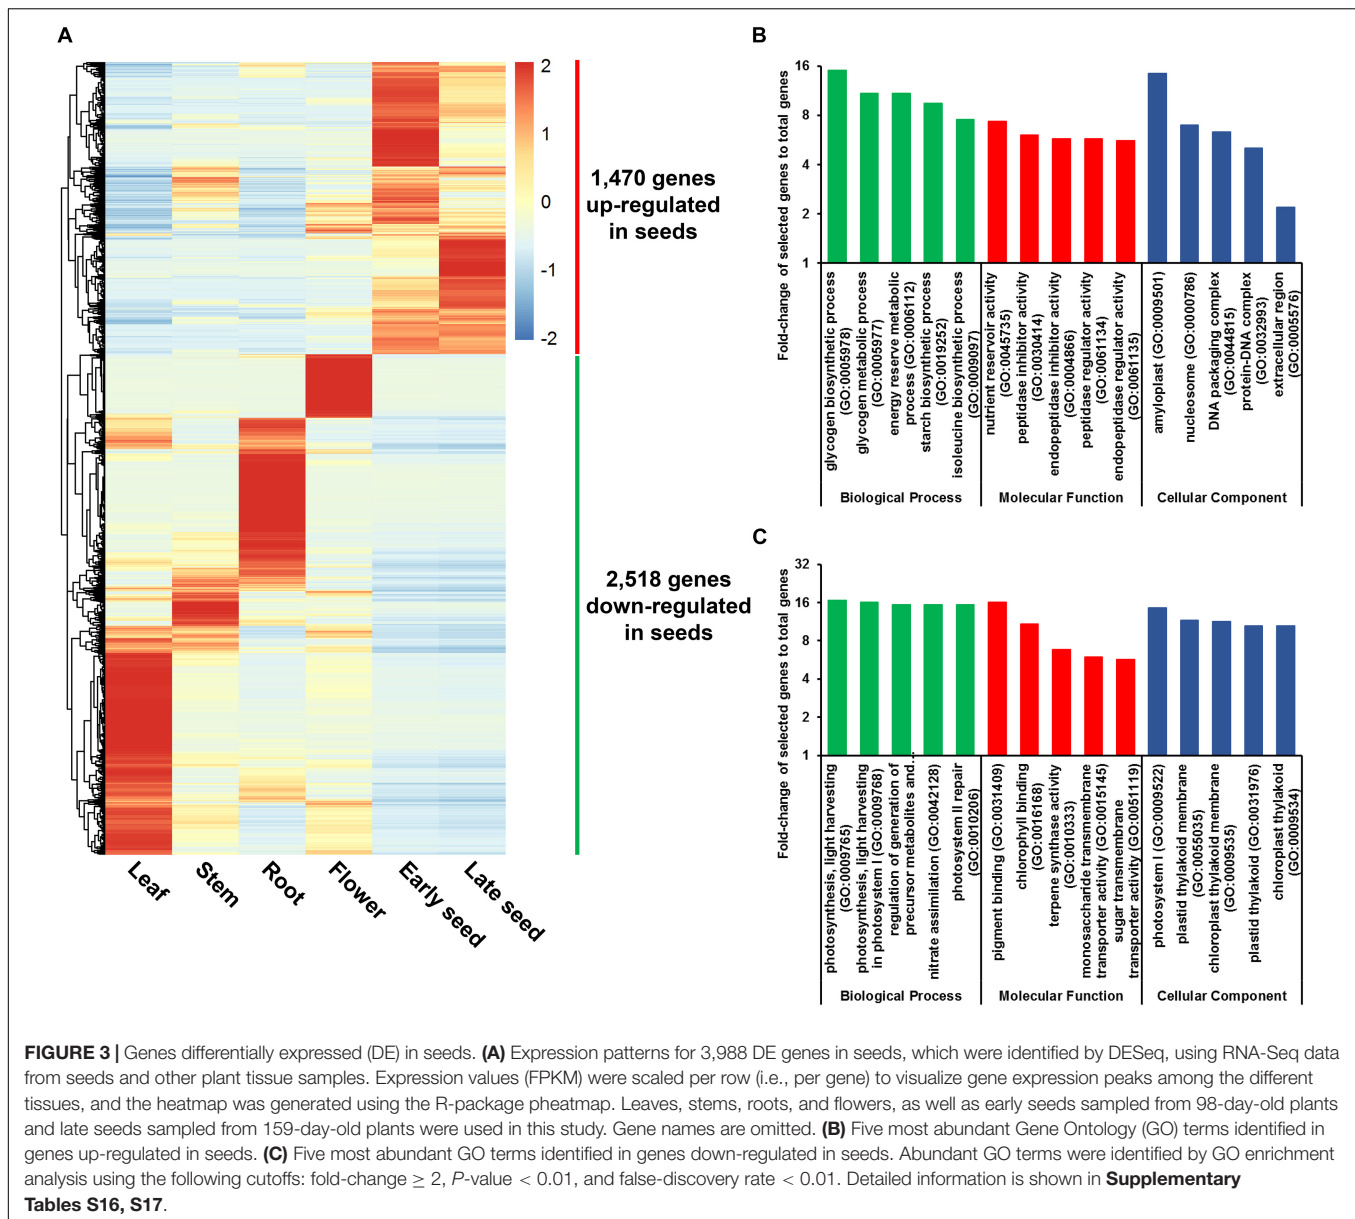 A
2
1
0
-1
-2
1,470 genes
up-regulated
in seeds
2,518 genes
down-regulated
in seeds
Leaf
Stem
Root
Flower
Early seed
Late seed
B
Fold-change of selected genes to total genes
16
8
4
2
1
glycogen biosynthetic process
(GO:0005978)
glycogen metabolic process
(GO:0005977)
energy reserve metabolic
process (GO:0006112)
starch biosynthetic process
(GO:0019252)
isoleucine biosynthetic process
(GO:0009097)
nutrient reservoir activity
(GO:0045735)
peptidase inhibitor activity
(GO:0030414)
endopeptidase inhibitor activity
(GO:0004866)
peptidase regulator activity
(GO:0061134)
endopeptidase regulator activity
(GO:0061135)
amyloplast (GO:0009501)
nucleosome (GO:0000786)
DNA packaging complex
(GO:0044815)
protein-DNA complex
(GO:0032993)
extracellular region
(GO:0005576)
Biological Process
Molecular Function
Cellular Component
C
Fold-change of selected genes to total genes
32
16
8
4
2
1
photosynthesis, light harvesting
(GO:0009765)
photosynthesis, light harvesting
in photosystem I (GO:0009768)
regulation of generation of
precursor metabolites and...
nitrate assimilation (GO:0042128)
photosystem II repair
(GO:0010206)
pigment binding (GO:0031409)
chlorophyll binding
(GO:0016168)
terpene synthase activity
(GO:0010333)
monosaccharide transmembrane
transporter activity (GO:0015145)
sugar transmembrane
transporter activity (GO:0051119)
photosystem I (GO:0009522)
plastid thylakoid membrane
(GO:0055035)
chloroplast thylakoid membrane
(GO:0009535)
plastid thylakoid (GO:0031976)
chloroplast thylakoid
(GO:0009534)
Biological Process
Molecular Function
Cellular Component
FIGURE 3 | Genes differentially expressed (DE) in seeds. (A) Expression patterns for 3,988 DE genes in seeds, which were identified by DESeq, using RNA-Seq data
from seeds and other plant tissue samples. Expression values (FPKM) were scaled per row (i.e., per gene) to visualize gene expression peaks among the different
tissues, and the heatmap was generated using the R-package pheatmap. Leaves, stems, roots, and flowers, as well as early seeds sampled from 98-day-old plants
and late seeds sampled from 159-day-old plants were used in this study. Gene names are omitted. (B) Five most abundant Gene Ontology (GO) terms identified in
genes up-regulated in seeds. (C) Five most abundant GO terms identified in genes down-regulated in seeds. Abundant GO terms were identified by GO enrichment
analysis using the following cutoffs: fold-change ≥ 2, P-value < 0.01, and false-discovery rate < 0.01. Detailed information is shown in Supplementary
Tables S16, S17.